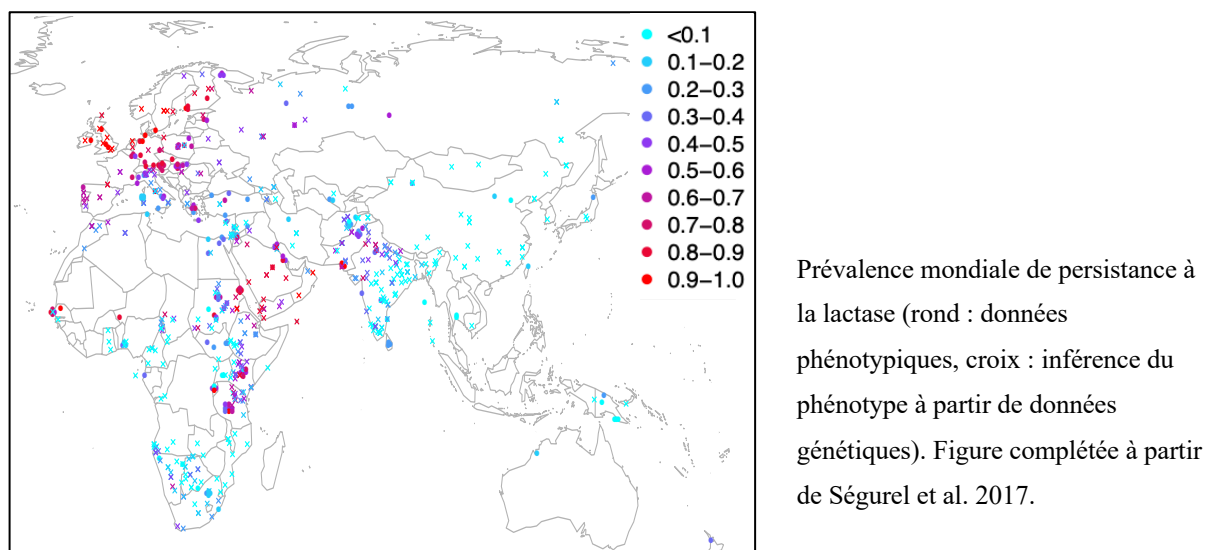 <0.1
0.1–0.2
0.2–0.3
0.3–0.4
0.4–0.5
0.5–0.6
0.6–0.7
0.7–0.8
0.8–0.9
0.9–1.0
Prévalence mondiale de persistance à
la lactase (rond : données
phénotypiques, croix : inférence du
phénotype à partir de données
génétiques). Figure complétée à partir
de Ségurel et al. 2017.